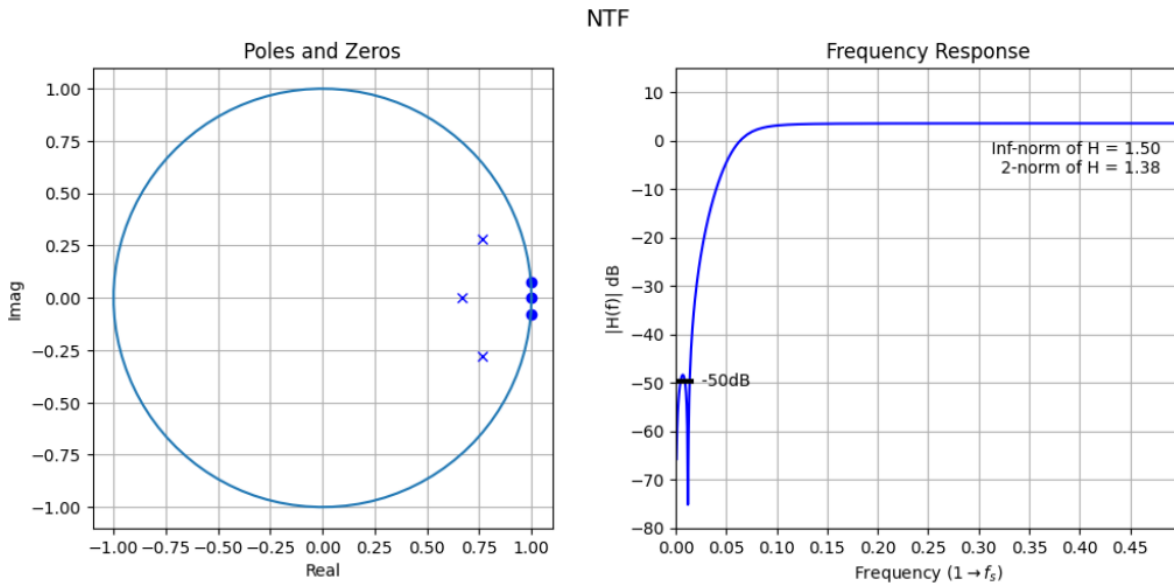 NTF
Poles and Zeros
1.00
0.75
0.50
0.25
0.00
−0.25
−0.50
−0.75
−1.00
Imag
−1.00 −0.75 −0.50 −0.25 0.00 0.25 0.50 0.75 1.00
Real
Frequency Response
10
0
−10
−20
−30
−40
−50
−60
−70
−80
|H(f)| dB
Inf-norm of H = 1.50
2-norm of H = 1.38
-50dB
0.00 0.05 0.10 0.15 0.20 0.25 0.30 0.35 0.40 0.45
Frequency (1→fs)